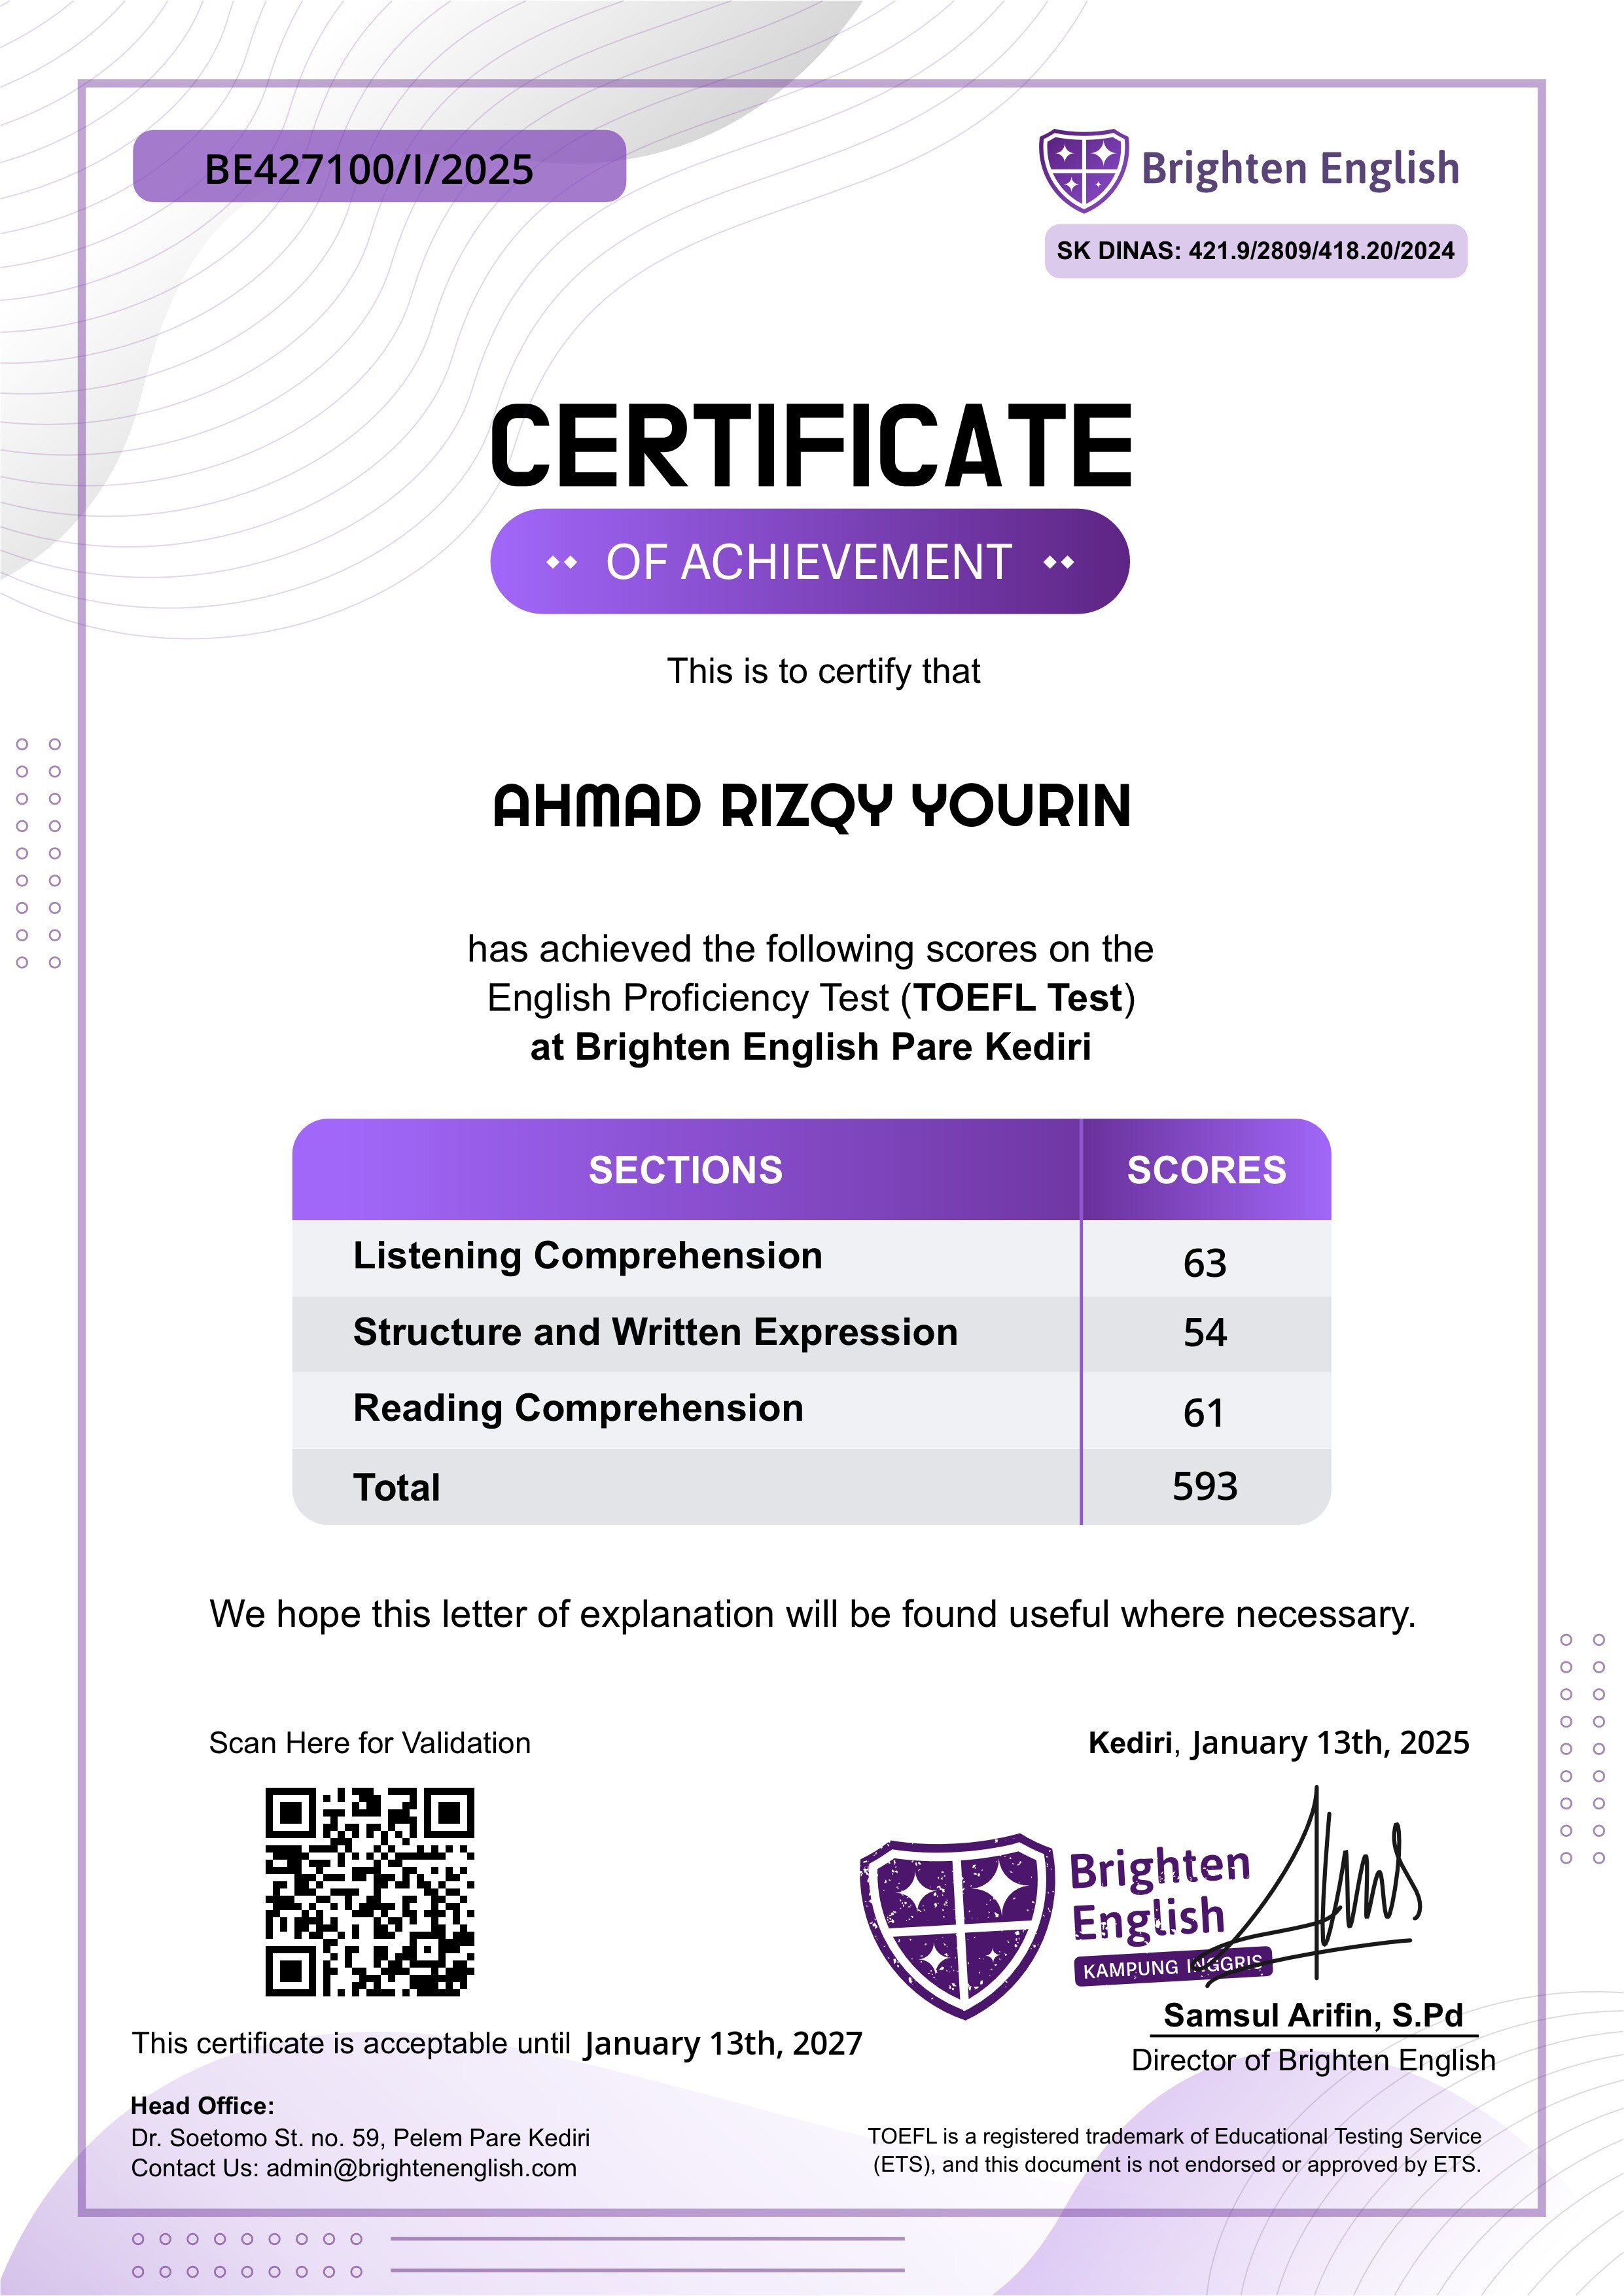 BE427100/I/2025
Brighten English
SK DINAS: 421.9/2809/418.20/2024
CERTIFICATE
OF ACHIEVEMENT
This is to certify that
AHMAD RIZQY YOURIN
has achieved the following scores on the
English Proficiency Test (TOEFL Test)
at Brighten English Pare Kediri
SECTIONS SCORES
Listening Comprehension 63
Structure and Written Expression 54
Reading Comprehension 61
Total 593
We hope this letter of explanation will be found useful where necessary.
Scan Here for Validation
Kediri, January 13th, 2025
Brighten
English
KAMPUNG INGGRIS
Samsul Arifin, S.Pd
Director of Brighten English
This certificate is acceptable until January 13th, 2027
Head Office:
Dr. Soetomo St. no. 59, Pelem Pare Kediri
Contact Us: admin@brightenenglish.com
TOEFL is a registered trademark of Educational Testing Service
(ETS), and this document is not endorsed or approved by ETS.